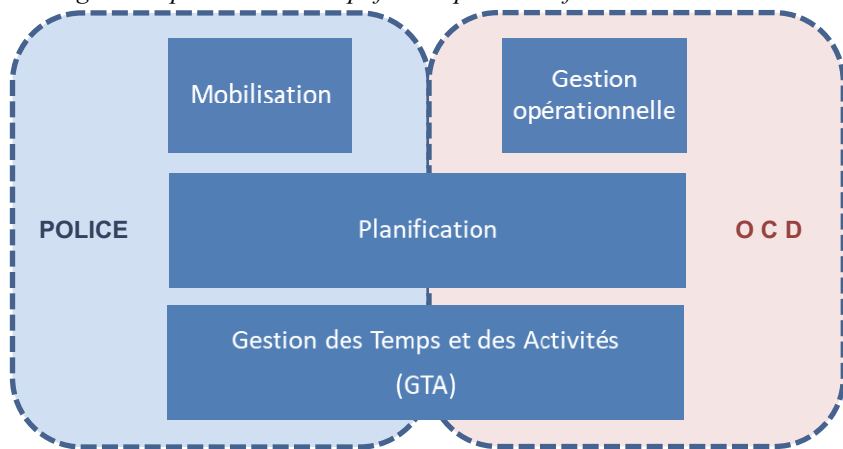 Mobilisation
Gestion
opérationnelle
POLICE
Planification
O C D
Gestion des Temps et des Activités
(GTA)